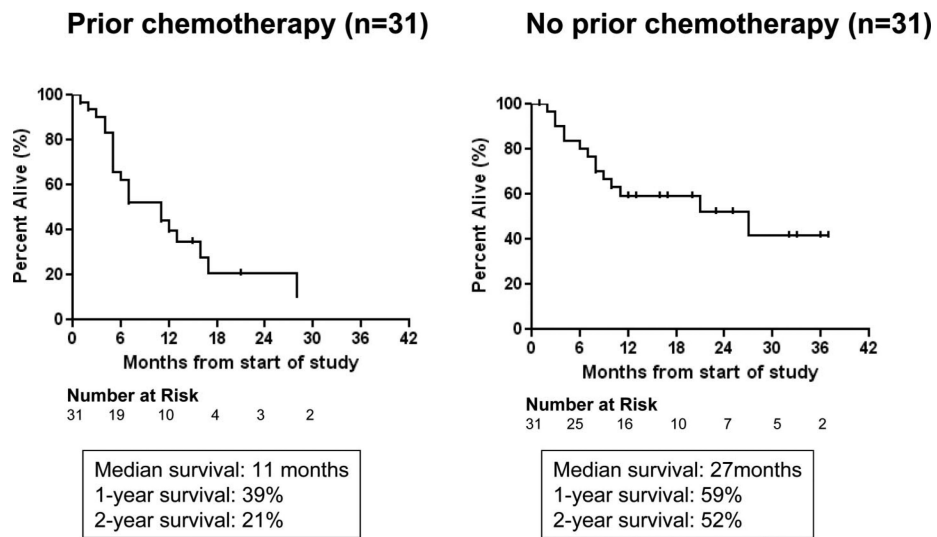 Prior chemotherapy (n=31)
No prior chemotherapy (n=31)
Percent Alive (%)
100
80
60
40
20
0
0 6 12 18 24 30 36 42
Months from start of study
Number at Risk
31 19 10 4 3 2
Median survival: 11 months
1-year survival: 39%
2-year survival: 21%
Percent Alive (%)
100
80
60
40
20
0
0 6 12 18 24 30 36 42
Months from start of study
Number at Risk
31 25 16 10 7 5 2
Median survival: 27months
1-year survival: 59%
2-year survival: 52%